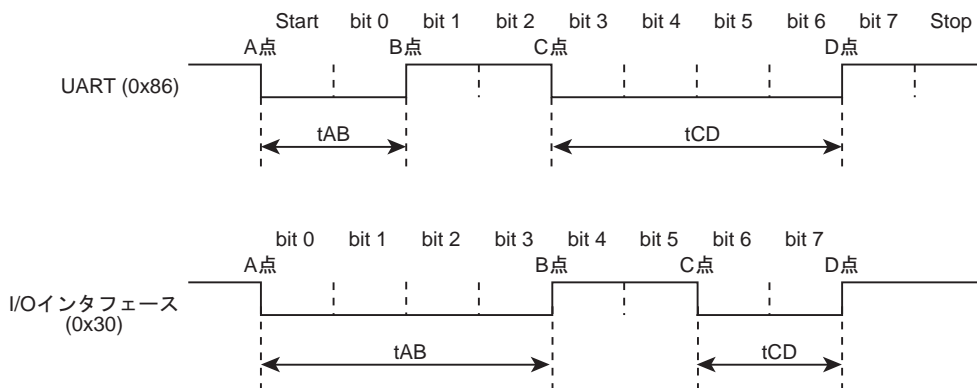 Start bit 0 bit 1 bit 2 bit 3 bit 4 bit 5 bit 6 bit 7 Stop
A点 B点 C点 D点
UART (0x86)
tAB tCD
bit 0 bit 1 bit 2 bit 3 bit 4 bit 5 bit 6 bit 7
A点 B点 C点 D点
I/Oインタフェース
(0x30)
tAB tCD